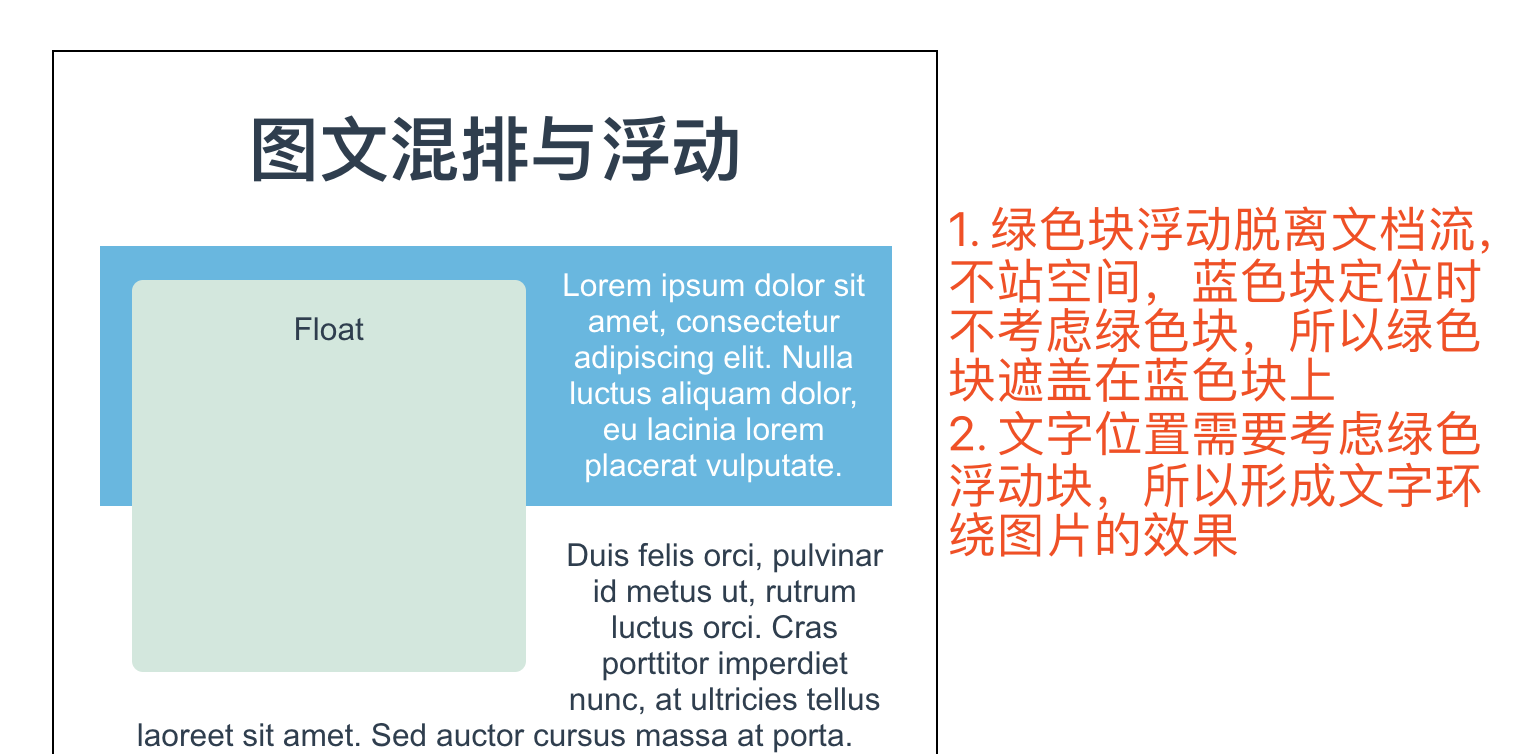 图文混排与浮动
Float
Lorem ipsum dolor sit
amet, consectetur
adipiscing elit. Nulla
luctus aliquam dolor,
eu lacinia lorem
placerat vulputate.
Duis felis orci, pulvinar
id metus ut, rutrum
luctus orci. Cras
porttitor imperdiet
nunc, at ultricies tellus
laoreet sit amet. Sed auctor cursus massa at porta.
1. 绿色块浮动脱离文档流，
不站空间，蓝色块定位时
不考虑绿色块，所以绿色
块遮盖在蓝色块上
2. 文字位置需要考虑绿色
浮动块，所以形成文字环
绕图片的效果